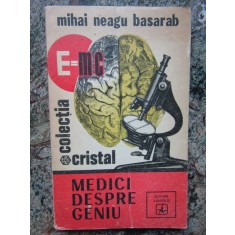 mihai neagu basarab
E=mc
colecția
cristal
MEDICI
DESPRE
GENIU